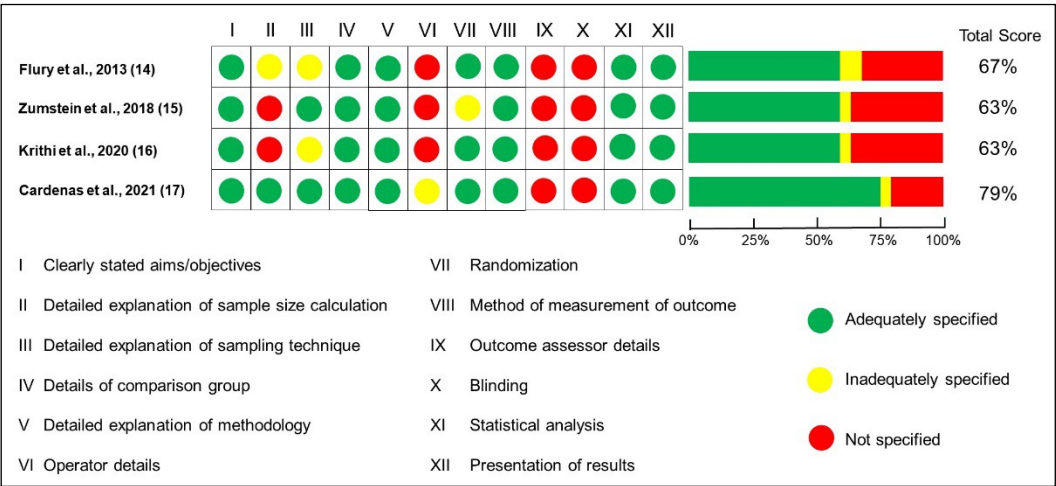 I II III IV V VI VII VIII IX X XI XII
Total Score
Flury et al., 2013 (14) 67%
Zumstein et al., 2018 (15) 63%
Krithi et al., 2020 (16) 63%
Cardenas et al., 2021 (17) 79%
0% 25% 50% 75% 100%
I Clearly stated aims/objectives
II Detailed explanation of sample size calculation
III Detailed explanation of sampling technique
IV Details of comparison group
V Detailed explanation of methodology
VI Operator details
VII Randomization
VIII Method of measurement of outcome
IX Outcome assessor details
X Blinding
XI Statistical analysis
XII Presentation of results
Adequately specified
Inadequately specified
Not specified